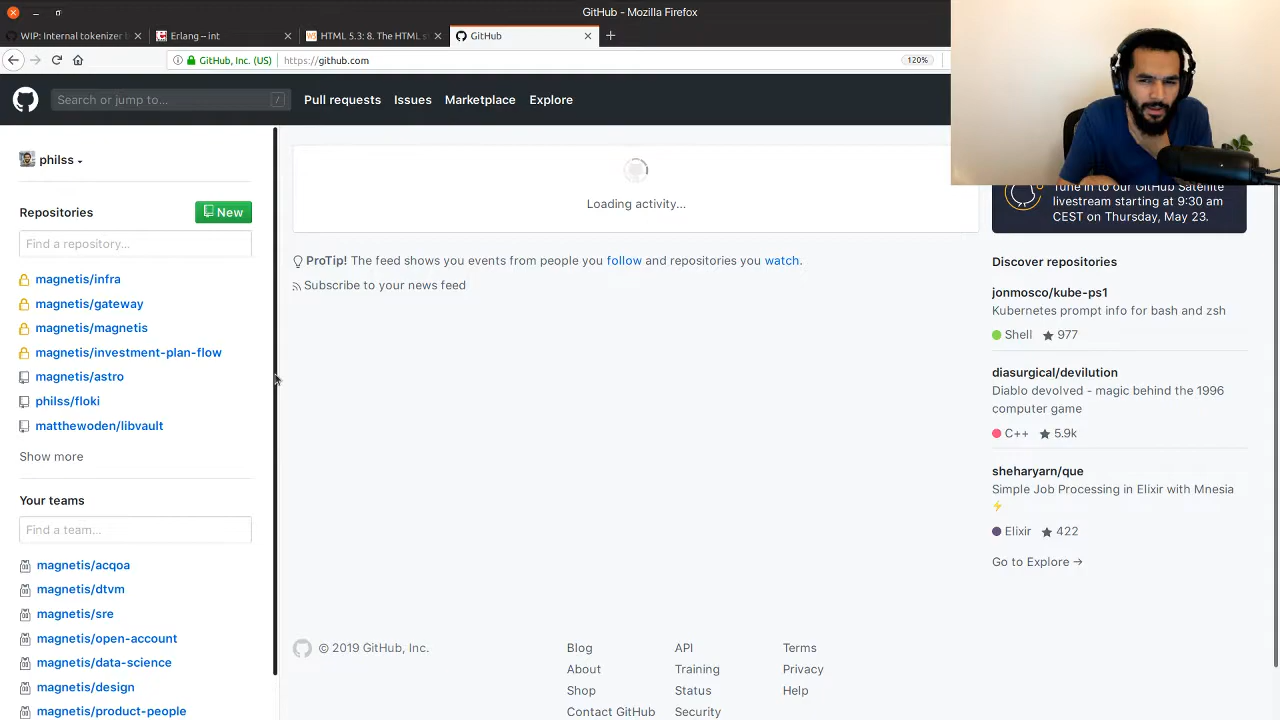 GitHub - Mozilla Firefox
WIP: Internal tokenizer b
Erlang -- int
HTML 5.3: 8. The HTML s
GitHub
GitHub, Inc. (US)
https://github.com
120%
Search or jump to...
/
Pull requests
Issues
Marketplace
Explore
philss
Repositories
New
Find a repository...
magnetis/infra
magnetis/gateway
magnetis/magnetis
magnetis/investment-plan-flow
magnetis/astro
philss/floki
matthewoden/libvault
Show more
Your teams
Find a team...
magnetis/acqoa
magnetis/dtvm
magnetis/sre
magnetis/open-account
magnetis/data-science
magnetis/design
magnetis/product-people
Loading activity...
ProTip! The feed shows you events from people you follow and repositories you watch.
Subscribe to your news feed
Tune in to our GitHub Satellite
livestream starting at 9:30 am
CEST on Thursday, May 23.
Discover repositories
jonmosco/kube-ps1
Kubernetes prompt info for bash and zsh
Shell 977
diasurgical/devilution
Diablo devolved - magic behind the 1996
computer game
C++ 5.9k
sheharyarn/que
Simple Job Processing in Elixir with Mnesia
Elixir 422
Go to Explore →
© 2019 GitHub, Inc.
Blog
About
Shop
Contact GitHub
API
Training
Status
Security
Terms
Privacy
Help